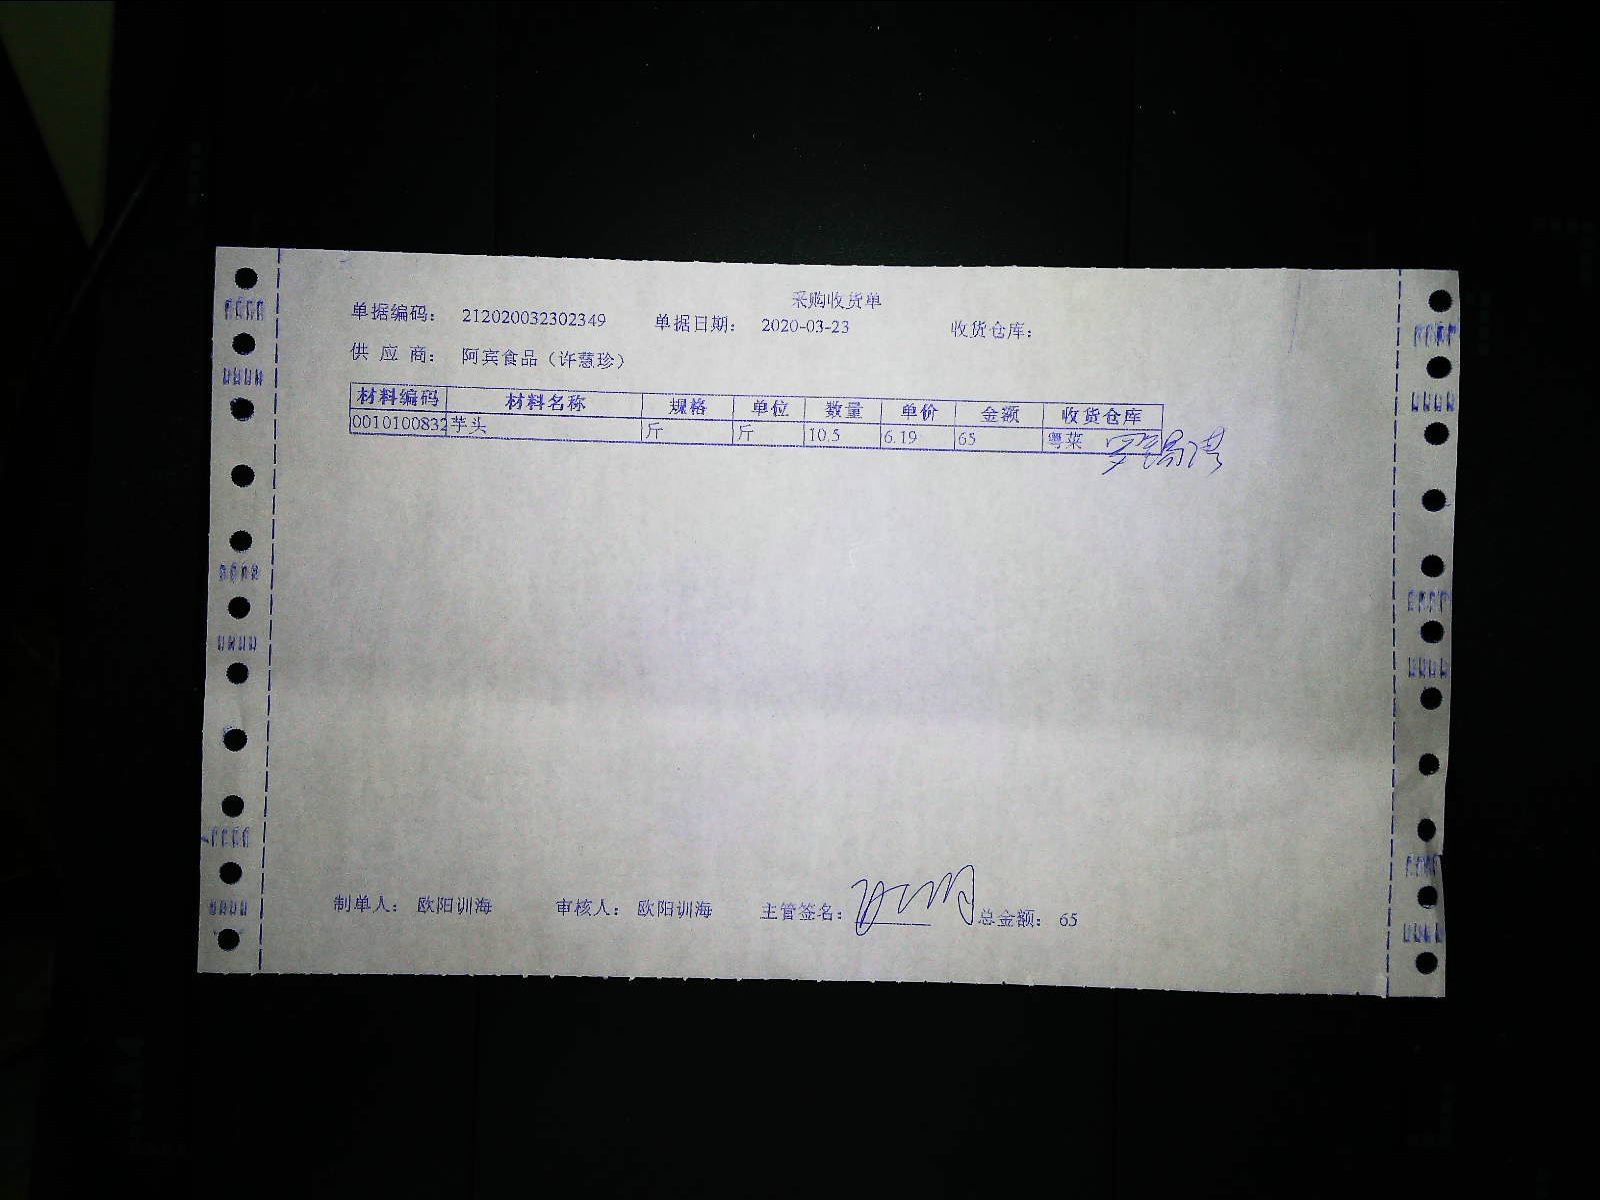 采购收货单
单据编码： 212020032302349 单据日期： 2020-03-23 收货仓库：
供 应 商： 阿宾食品（许慧珍）
材料编码 材料名称 规格 单位 数量 单价 金额 收货仓库
0010100832 芋头 斤 斤 10.5 6.19 65 粤菜
制单人： 欧阳训海 审核人： 欧阳训海 主管签名： 总金额： 65